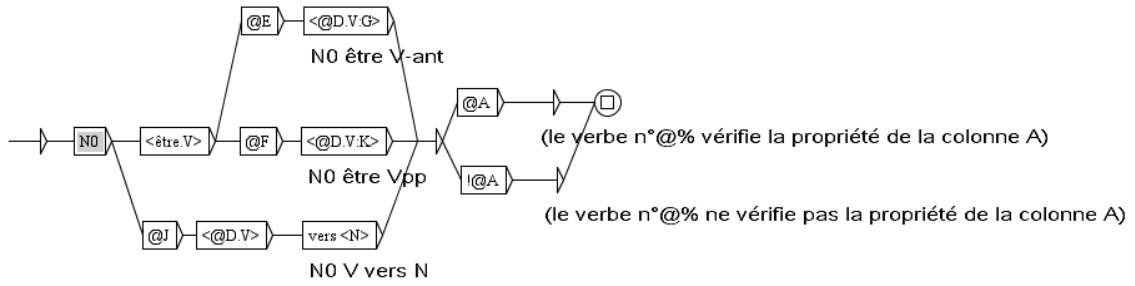 @E <@D.V:G>
N0 être V-ant
@A
(le verbe n°@% vérifie la propriété de la colonne A)
N0 <être.V> @F <@D.V:K>
N0 être Vpp
!@A
(le verbe n°@% ne vérifie pas la propriété de la colonne A)
@J <@D.V> vers <N>
N0 V vers N